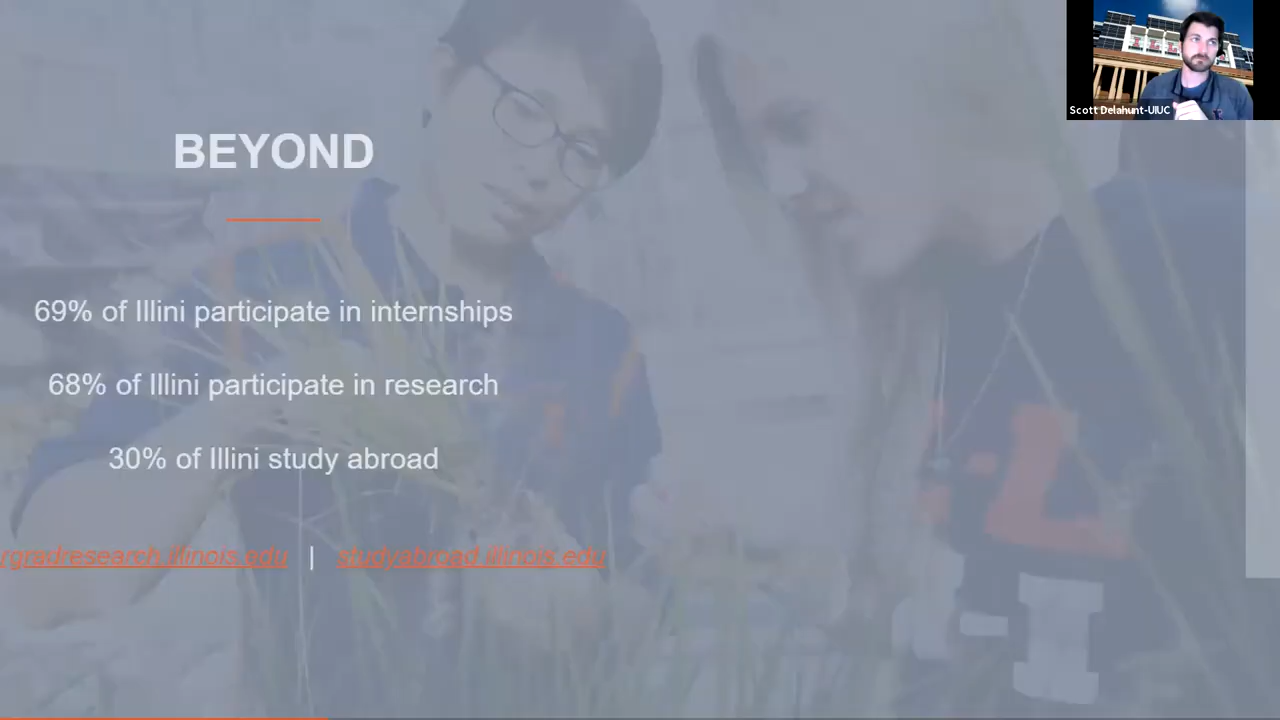 BEYOND
69% of Illini participate in internships
68% of Illini participate in research
30% of Illini study abroad
rgradresearch.illinois.edu | studyabroad.illinois.edu
Scott Delahunt-UIUC